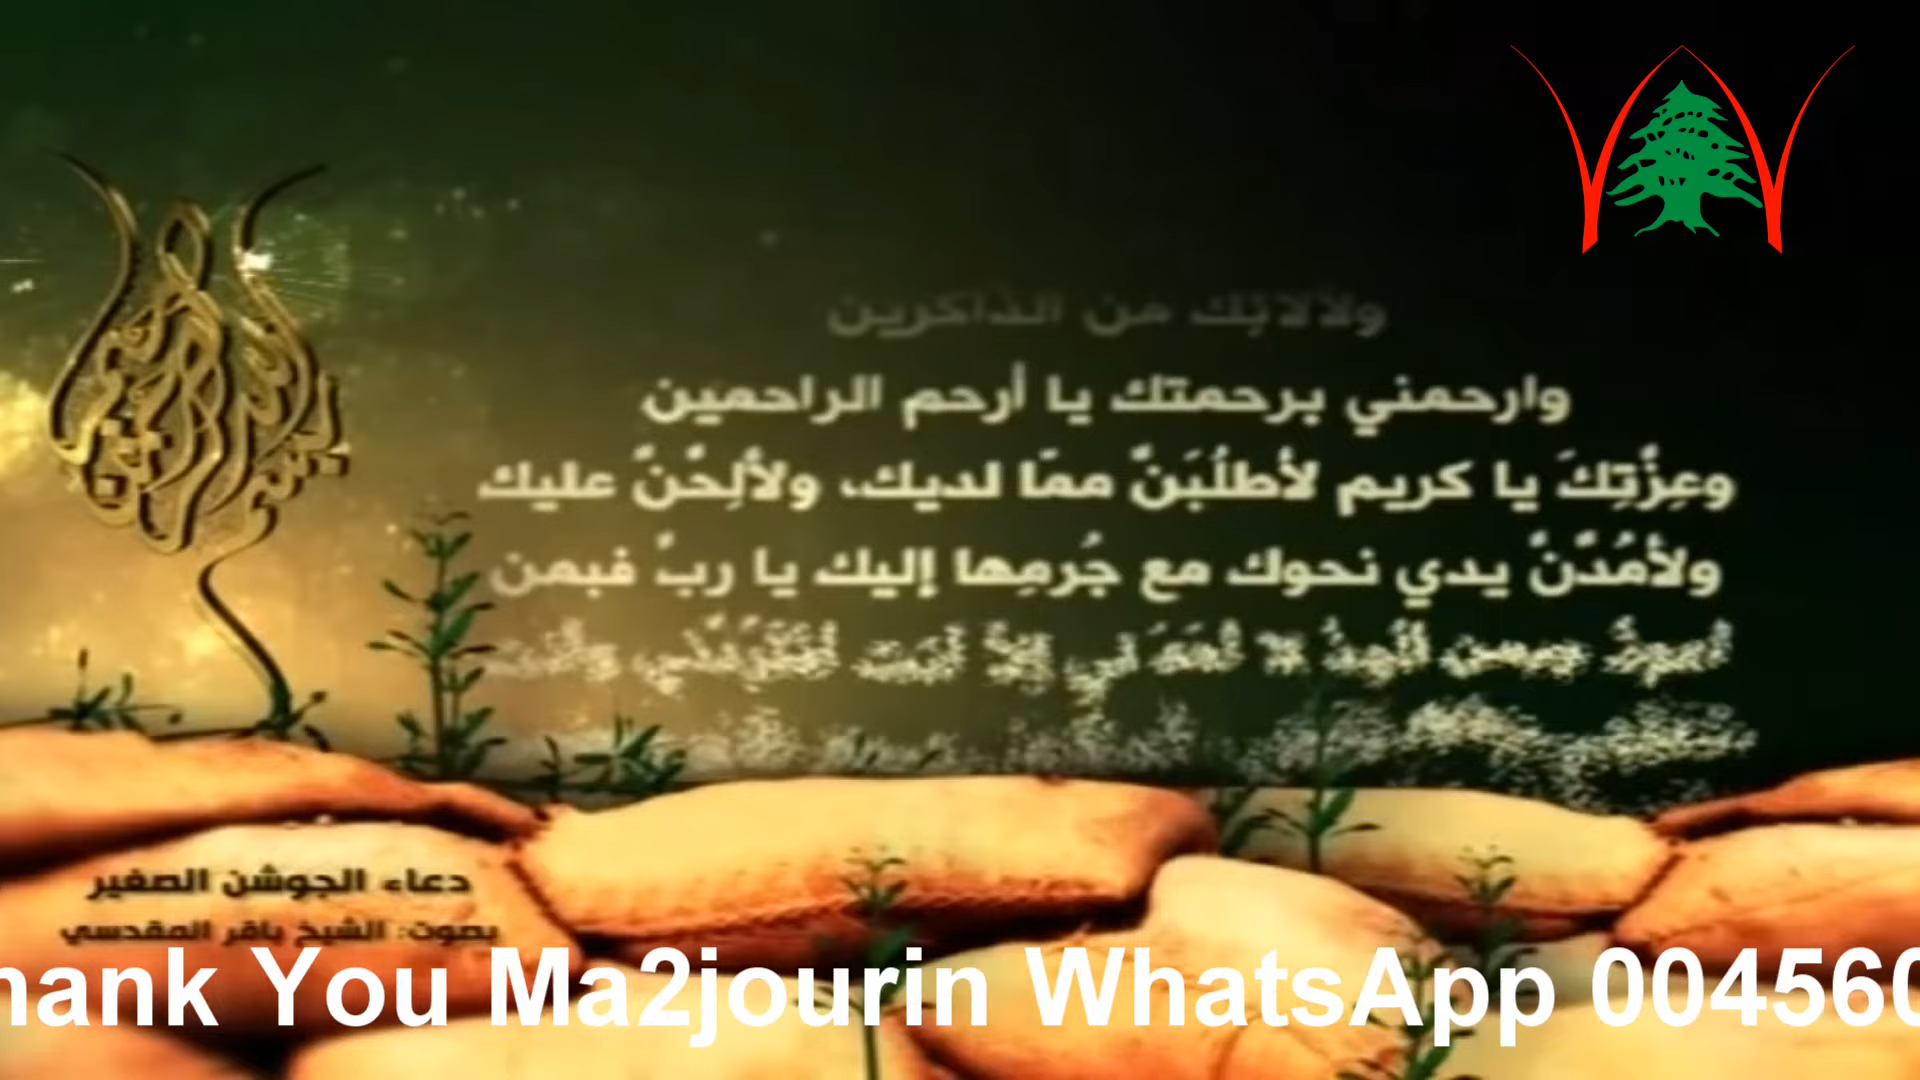 ولآلائك من الذاكرين
وارحمني برحمتك يا أرحم الراحمين
وعِزَّتِكَ يا كريم لأطلُبَنَّ ممّا لديك، ولألِحَّنَّ عليك
ولأمُدَّنَّ يدي نحوك مع جُرمِها إليك يا ربِّ فبمن
دعاء الجوشن الصغير
بصوت: الشيخ باقر المقدسي
hank You Ma2jourin WhatsApp 004560